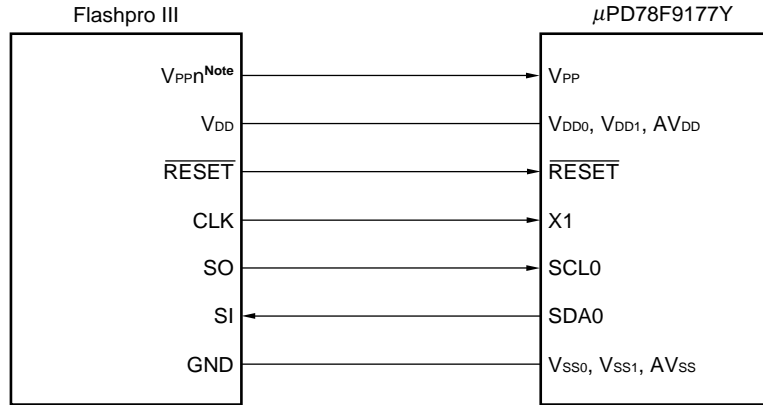 Flashpro III μPD78F9177Y
VPPnNote VPP
VDD VDD0, VDD1, AVDD
RESET RESET
CLK X1
SO SCL0
SI SDA0
GND VSS0, VSS1, AVSS